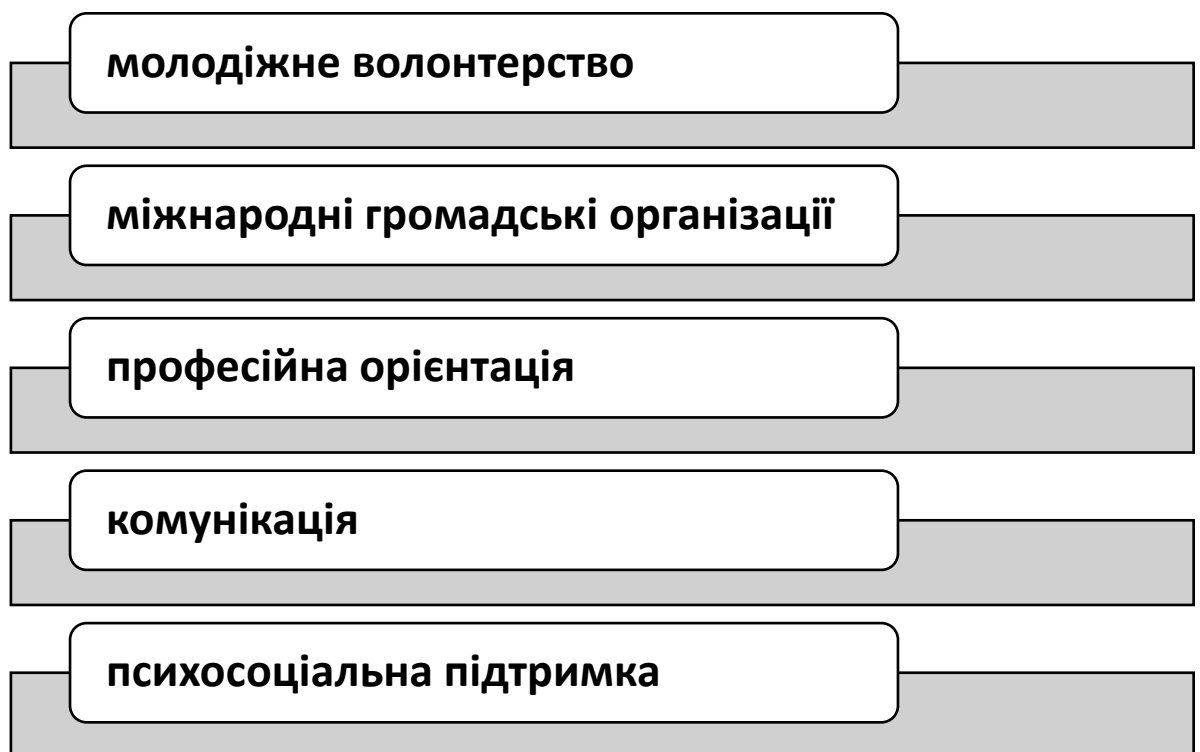 молодіжне волонтерство
міжнародні громадські організації
професійна орієнтація
комунікація
психосоціальна підтримка